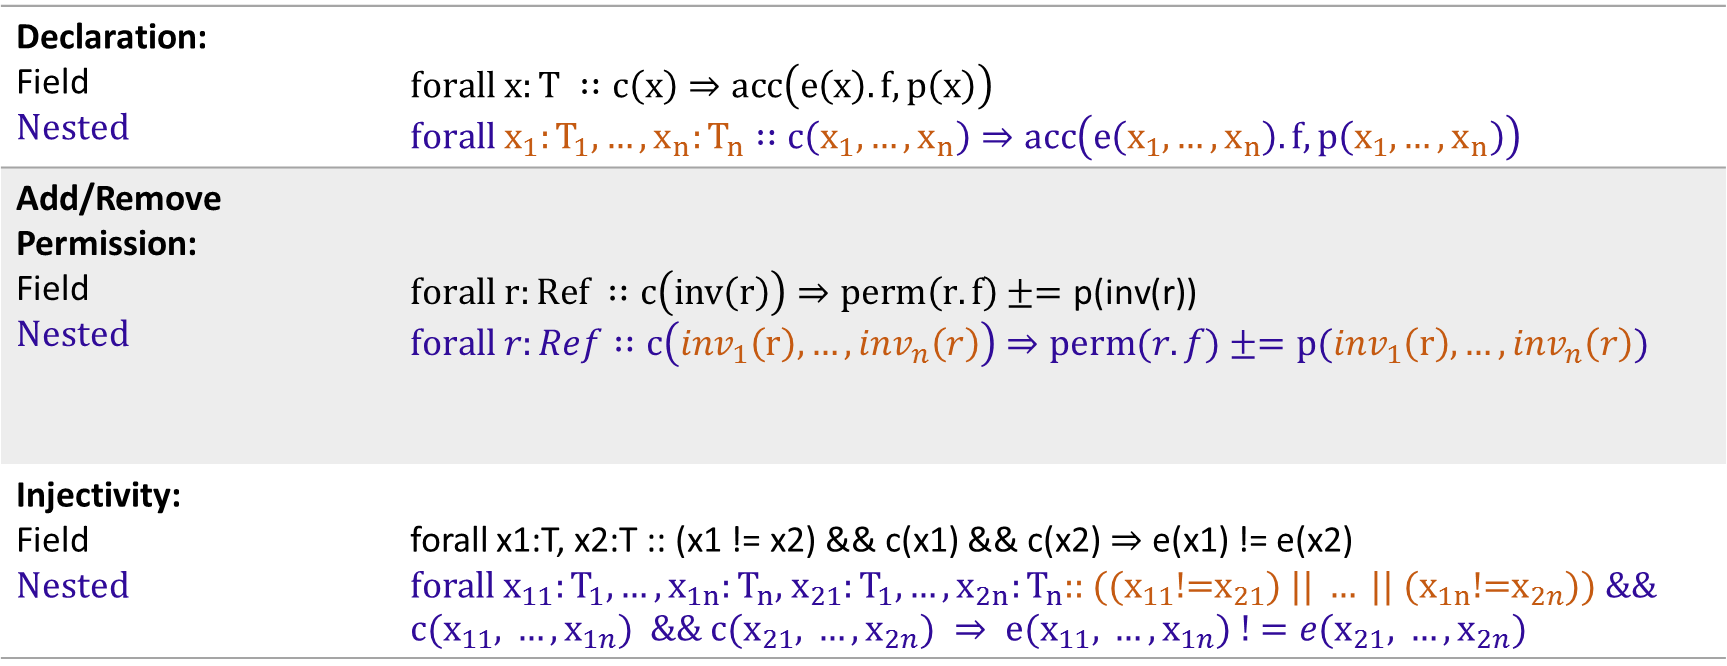 Declaration:
Field forall x: T :: c(x) ⇒ acc(e(x). f, p(x))
Nested forall x₁: T₁, … , xₙ: Tₙ :: c(x₁, … , xₙ) ⇒ acc(e(x₁, … , xₙ). f, p(x₁, … , xₙ))
Add/Remove
Permission:
Field forall r: Ref :: c(inv(r)) ⇒ perm(r. f) ±= p(inv(r))
Nested forall r: Ref :: c(inv₁(r), … , invₙ(r)) ⇒ perm(r. f) ±= p(inv₁(r), … , invₙ(r))
Injectivity:
Field forall x1:T, x2:T :: (x1 != x2) && c(x1) && c(x2) ⇒ e(x1) != e(x2)
Nested forall x₁₁: T₁, … , x₁ₙ: Tₙ, x₂₁: T₁, … , x₂ₙ: Tₙ:: ((x₁₁!=x₂₁) || … || (x₁ₙ!=x₂ₙ)) &&
c(x₁₁, … , x₁ₙ) && c(x₂₁, … , x₂ₙ) ⇒ e(x₁₁, … , x₁ₙ) ! = e(x₂₁, … , x₂ₙ)